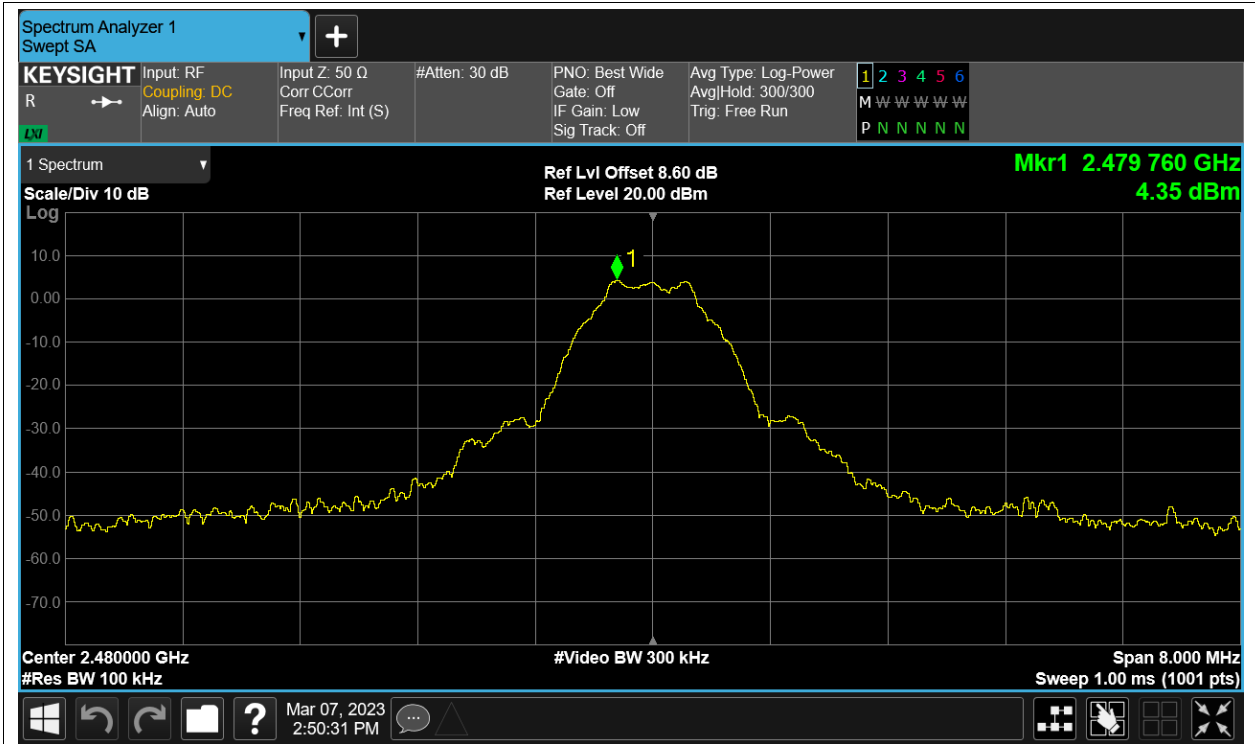 Spectrum Analyzer 1
Swept SA
+
KEYSIGHT
R
LXI
Input: RF
Coupling: DC
Align: Auto
Input Z: 50 Ω
Corr CCorr
Freq Ref: Int (S)
#Atten: 30 dB
PNO: Best Wide
Gate: Off
IF Gain: Low
Sig Track: Off
Avg Type: Log-Power
Avg|Hold: 300/300
Trig: Free Run
1 2 3 4 5 6
M W W W W W W
P N N N N N
1 Spectrum
Scale/Div 10 dB
Log
Ref Lvl Offset 8.60 dB
Ref Level 20.00 dBm
Mkr1 2.479 760 GHz
4.35 dBm
1
10.0
0.00
-10.0
-20.0
-30.0
-40.0
-50.0
-60.0
-70.0
Center 2.480000 GHz
#Res BW 100 kHz
#Video BW 300 kHz
Span 8.000 MHz
Sweep 1.00 ms (1001 pts)
?
Mar 07, 2023
2:50:31 PM